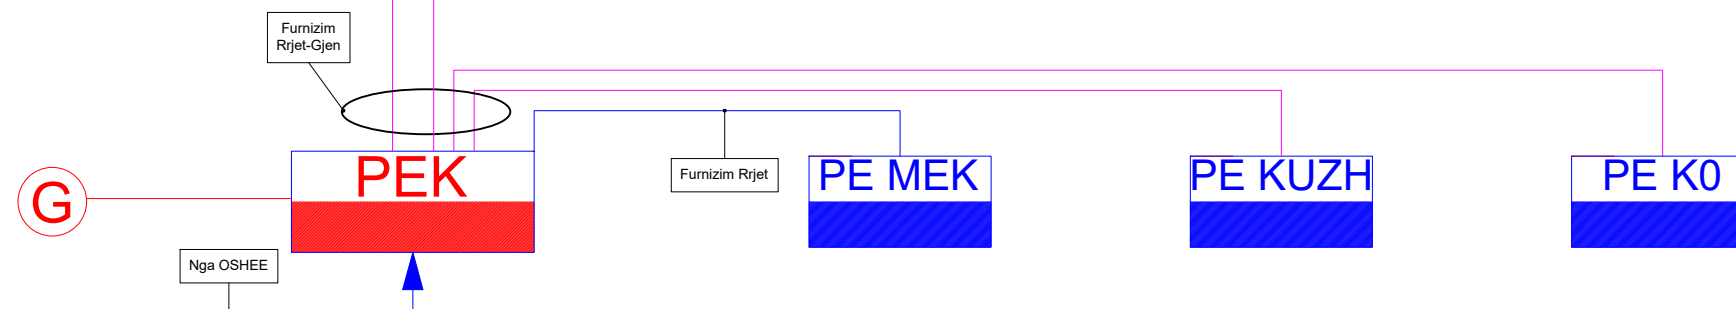 Furnizim
Rrjet-Gjen
PEK
G
Furnizim Rrjet
PE MEK
PE KUZH
PE K0
Nga OSHEE